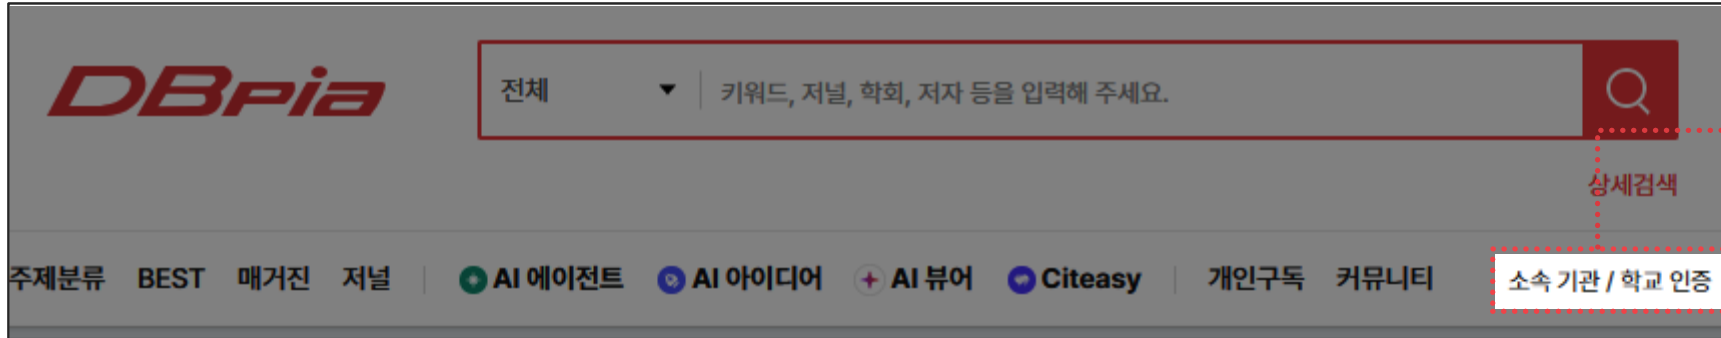 DBpia
전체 키워드, 저널, 학회, 저자 등을 입력해 주세요.
상세검색
주제분류 BEST 매거진 저널 AI 에이전트 AI 아이디어 AI 뷰어 Citeasy 개인구독 커뮤니티 소속 기관 / 학교 인증